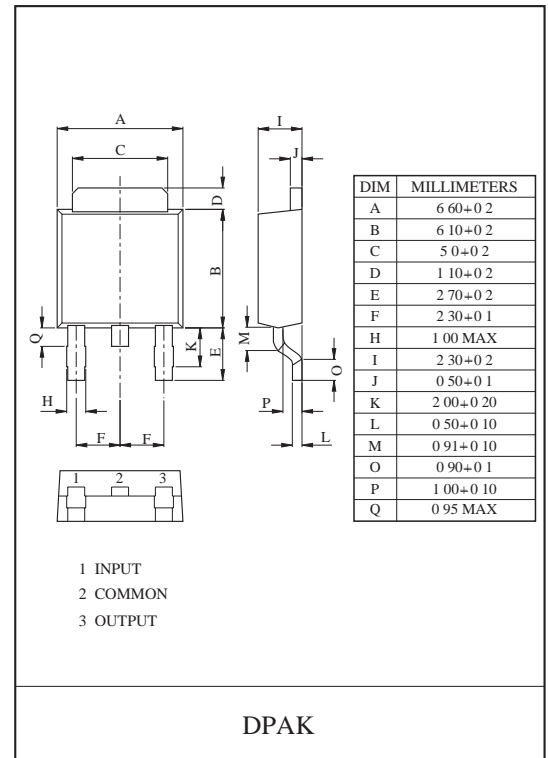 A
C
D
B
Q
K
E
H
F F
I
J
M
O
P
L
DIM MILLIMETERS
A 6 60+0 2
B 6 10+0 2
C 5 0+0 2
D 1 10+0 2
E 2 70+0 2
F 2 30+0 1
H 1 00 MAX
I 2 30+0 2
J 0 50+0 1
K 2 00+0 20
L 0 50+0 10
M 0 91+0 10
O 0 90+0 1
P 1 00+0 10
Q 0 95 MAX
1 2 3
1 INPUT
2 COMMON
3 OUTPUT
DPAK